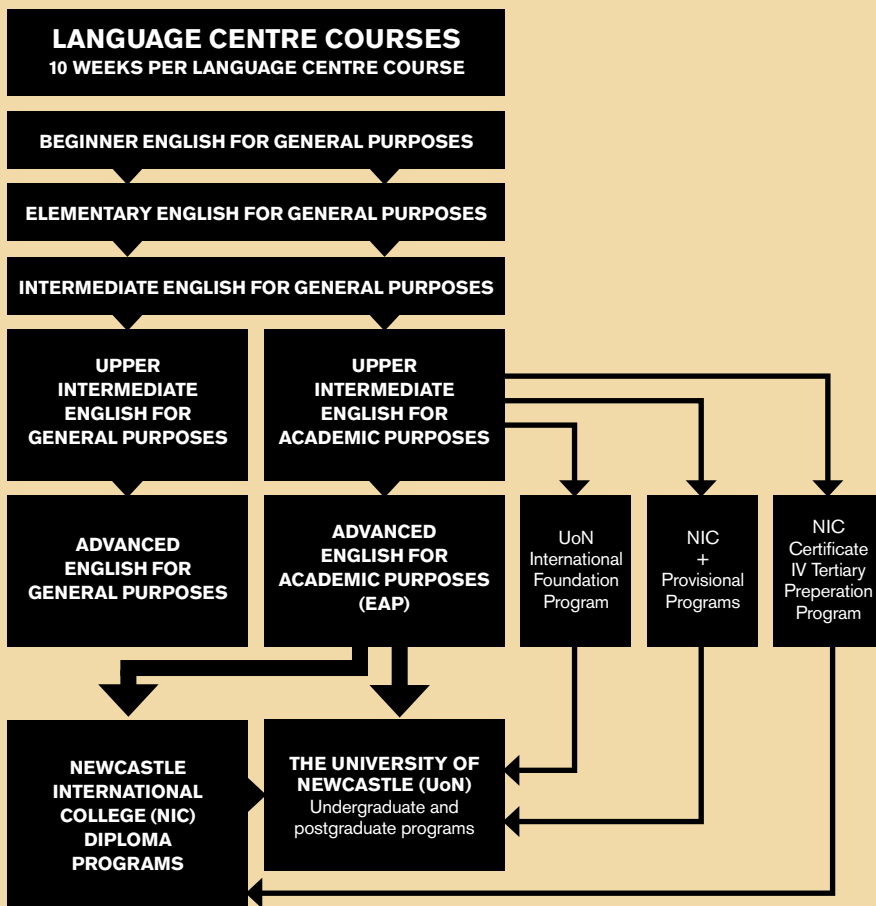 LANGUAGE CENTRE COURSES
10 WEEKS PER LANGUAGE CENTRE COURSE
BEGINNER ENGLISH FOR GENERAL PURPOSES
ELEMENTARY ENGLISH FOR GENERAL PURPOSES
INTERMEDIATE ENGLISH FOR GENERAL PURPOSES
UPPER
INTERMEDIATE
ENGLISH FOR
GENERAL PURPOSES
UPPER
INTERMEDIATE
ENGLISH FOR
ACADEMIC PURPOSES
ADVANCED
ENGLISH FOR
GENERAL PURPOSES
ADVANCED
ENGLISH FOR
ACADEMIC PURPOSES
(EAP)
UoN
International
Foundation
Program
NIC
+
Provisional
Programs
NIC
Certificate
IV Tertiary
Preperation
Program
NEWCASTLE
INTERNATIONAL
COLLEGE (NIC)
DIPLOMA
PROGRAMS
THE UNIVERSITY OF
NEWCASTLE (UoN)
Undergraduate and
postgraduate programs